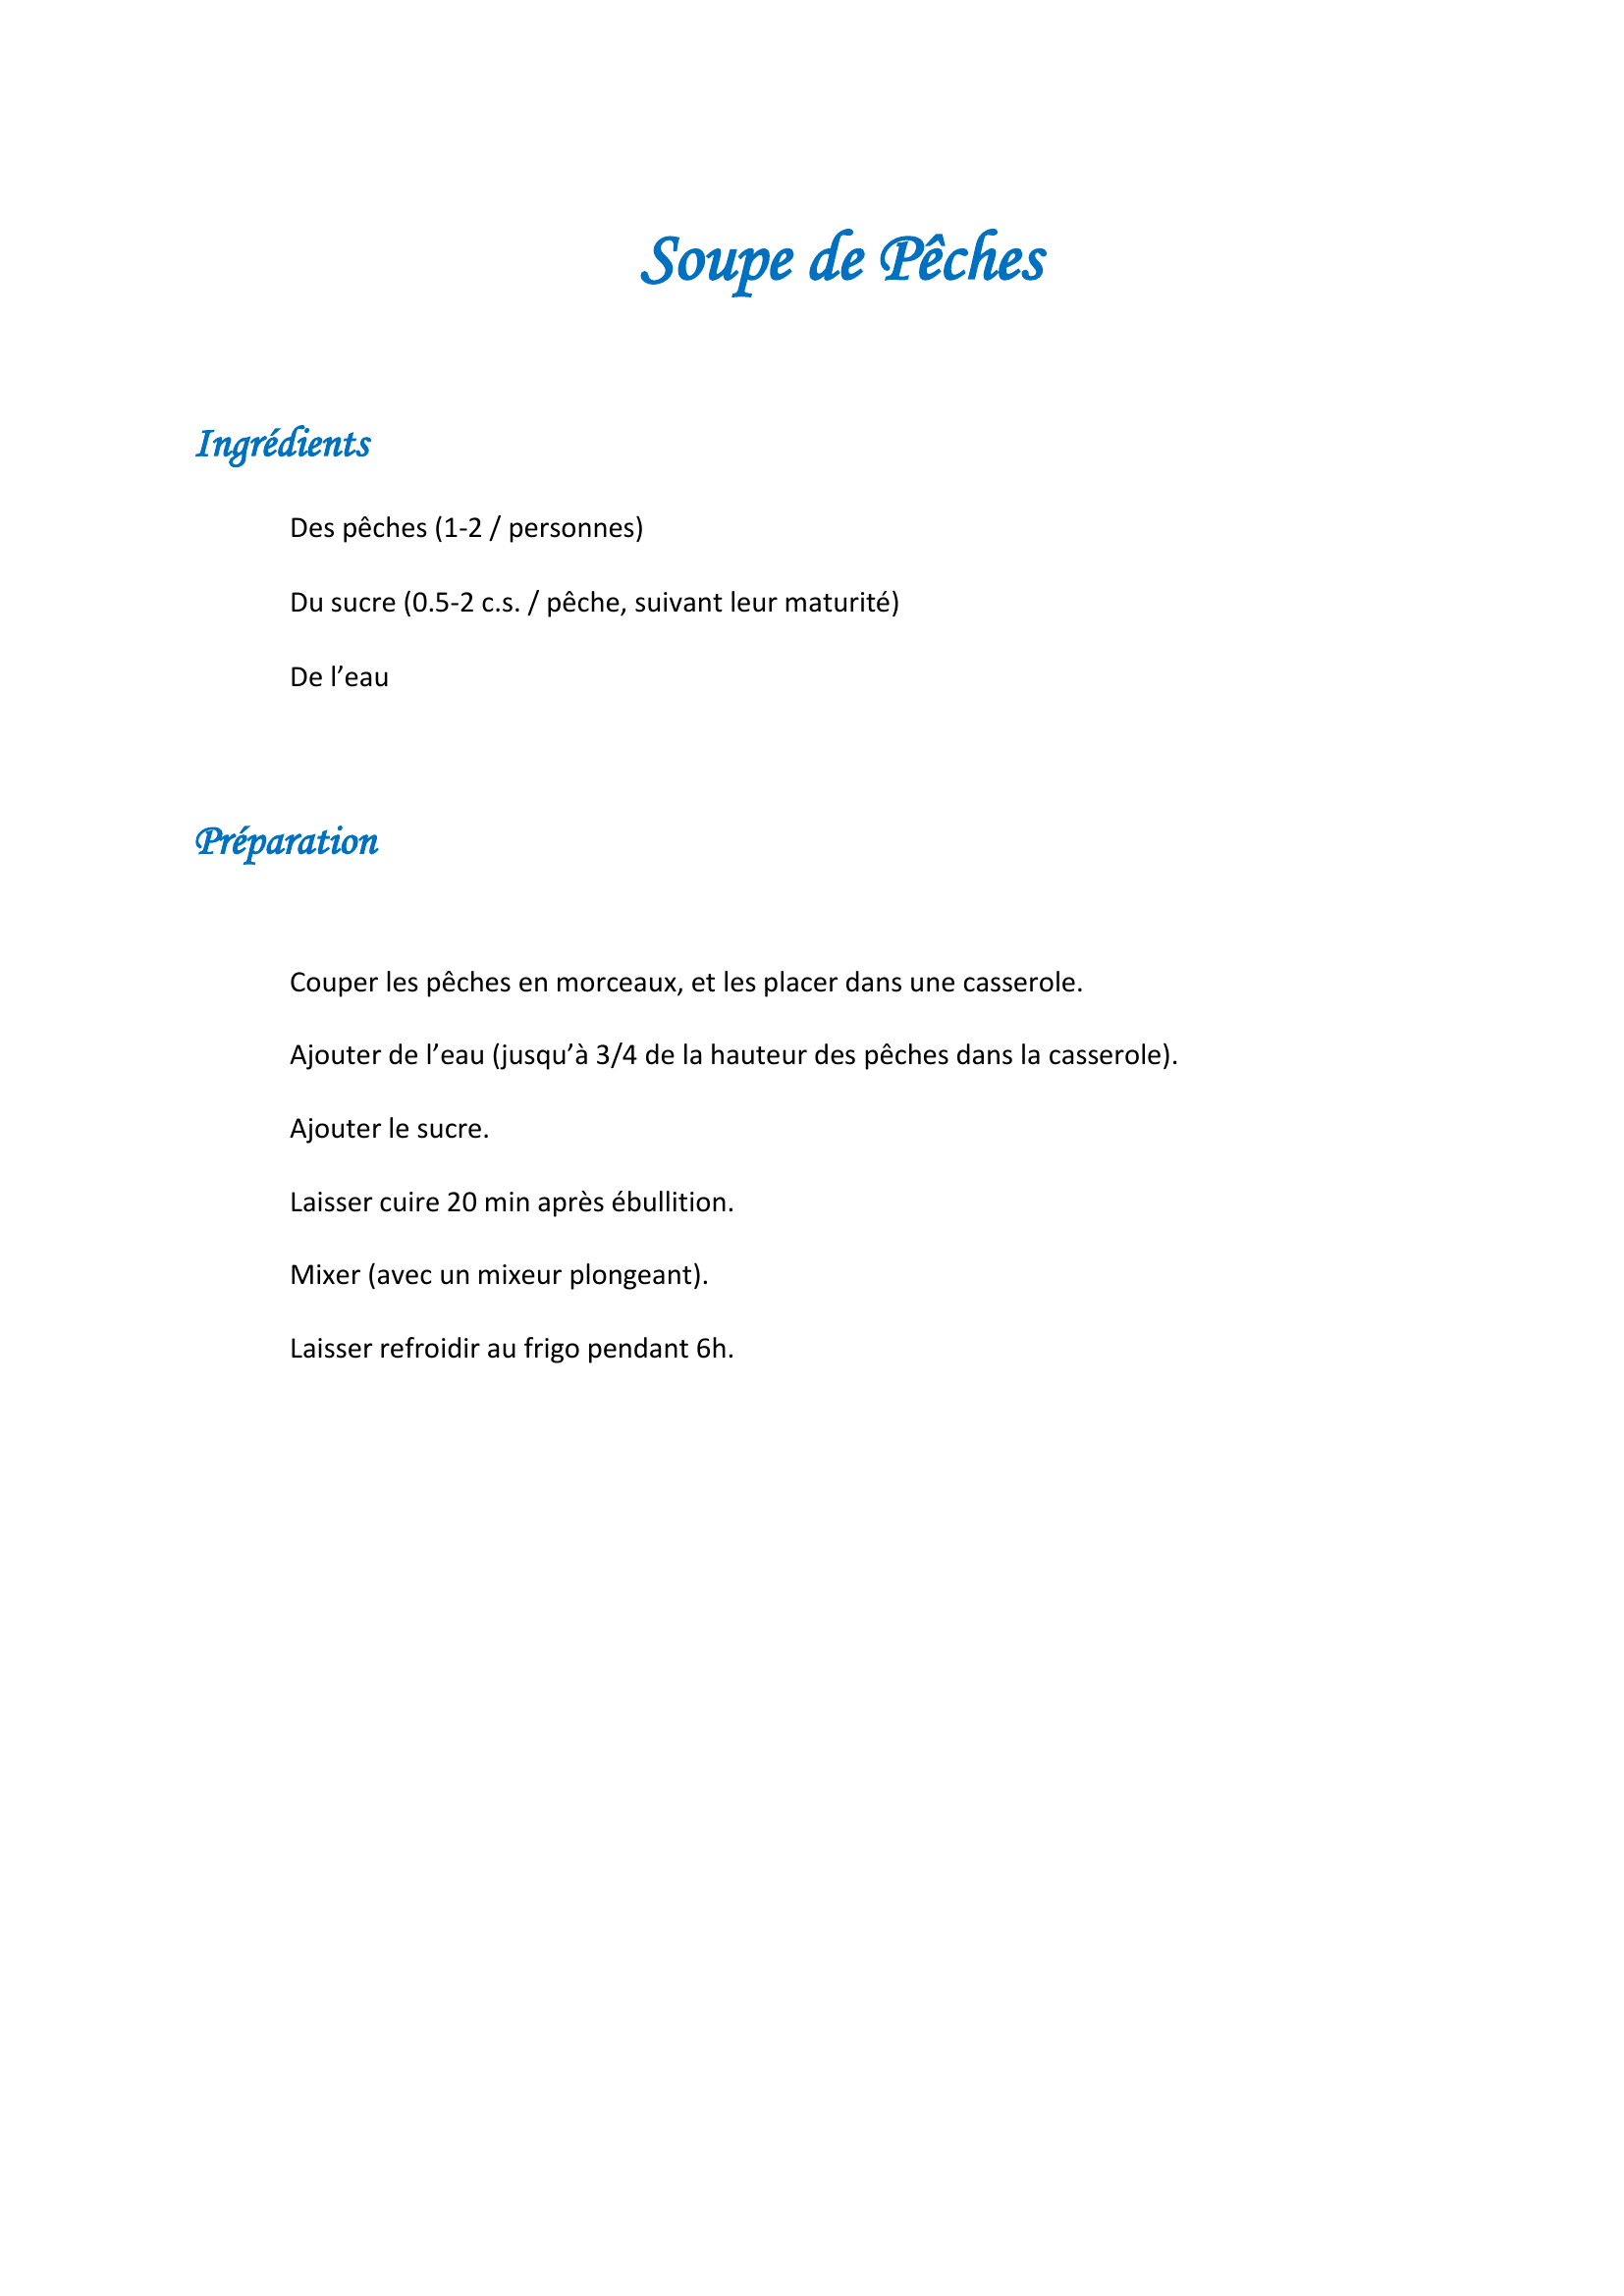 Soupe de Pêches
Ingrédients
Des pêches (1-2 / personnes)
Du sucre (0.5-2 c.s. / pêche, suivant leur maturité)
De l’eau
Préparation
Couper les pêches en morceaux, et les placer dans une casserole.
Ajouter de l’eau (jusqu’à 3/4 de la hauteur des pêches dans la casserole).
Ajouter le sucre.
Laisser cuire 20 min après ébullition.
Mixer (avec un mixeur plongeant).
Laisser refroidir au frigo pendant 6h.